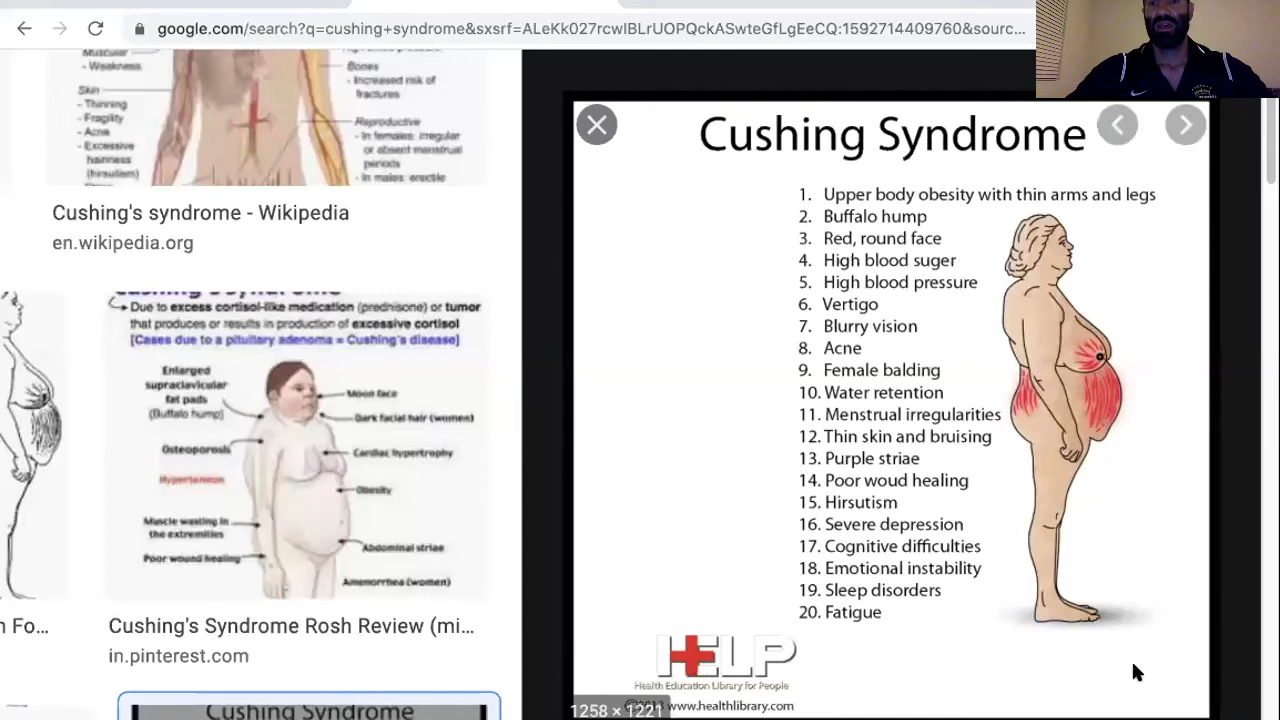 google.com/search?q=cushing+syndrome&sxsrf=ALeKk027rcwIBLrUOPQckASwteGfLgEeCQ:1592714409760&sourc...
Muscular
- Weakness
Skin
- Thinning
- Fragility
- Acne
- Excessive
hairiness
(hirsutism)
Bones
- Increased risk of
fractures
Reproductive
- In females: irregular
or absent menstrual
periods
- In males: erectile
Cushing's syndrome - Wikipedia
en.wikipedia.org
Due to excess cortisol-like medication (prednisone) or tumor
that produces or results in production of excessive cortisol
[Cases due to a pituitary adenoma = Cushing's disease]
Enlarged
supraclavicular
fat pads
(Buffalo hump)
Osteoporosis
Hypertension
Muscle wasting in
the extremities
Poor wound healing
Moon face
Dark facial hair (women)
Cardiac hypertrophy
Obesity
Abdominal striae
Amenorrhea (women)
n Fo...
Cushing's Syndrome Rosh Review (mi...
in.pinterest.com
Cushing Syndrome
Cushing Syndrome
1. Upper body obesity with thin arms and legs
2. Buffalo hump
3. Red, round face
4. High blood suger
5. High blood pressure
6. Vertigo
7. Blurry vision
8. Acne
9. Female balding
10. Water retention
11. Menstrual irregularities
12. Thin skin and bruising
13. Purple striae
14. Poor woud healing
15. Hirsutism
16. Severe depression
17. Cognitive difficulties
18. Emotional instability
19. Sleep disorders
20. Fatigue
HELP
Health Education Library for People
www.healthlibrary.com
1258 × 1221